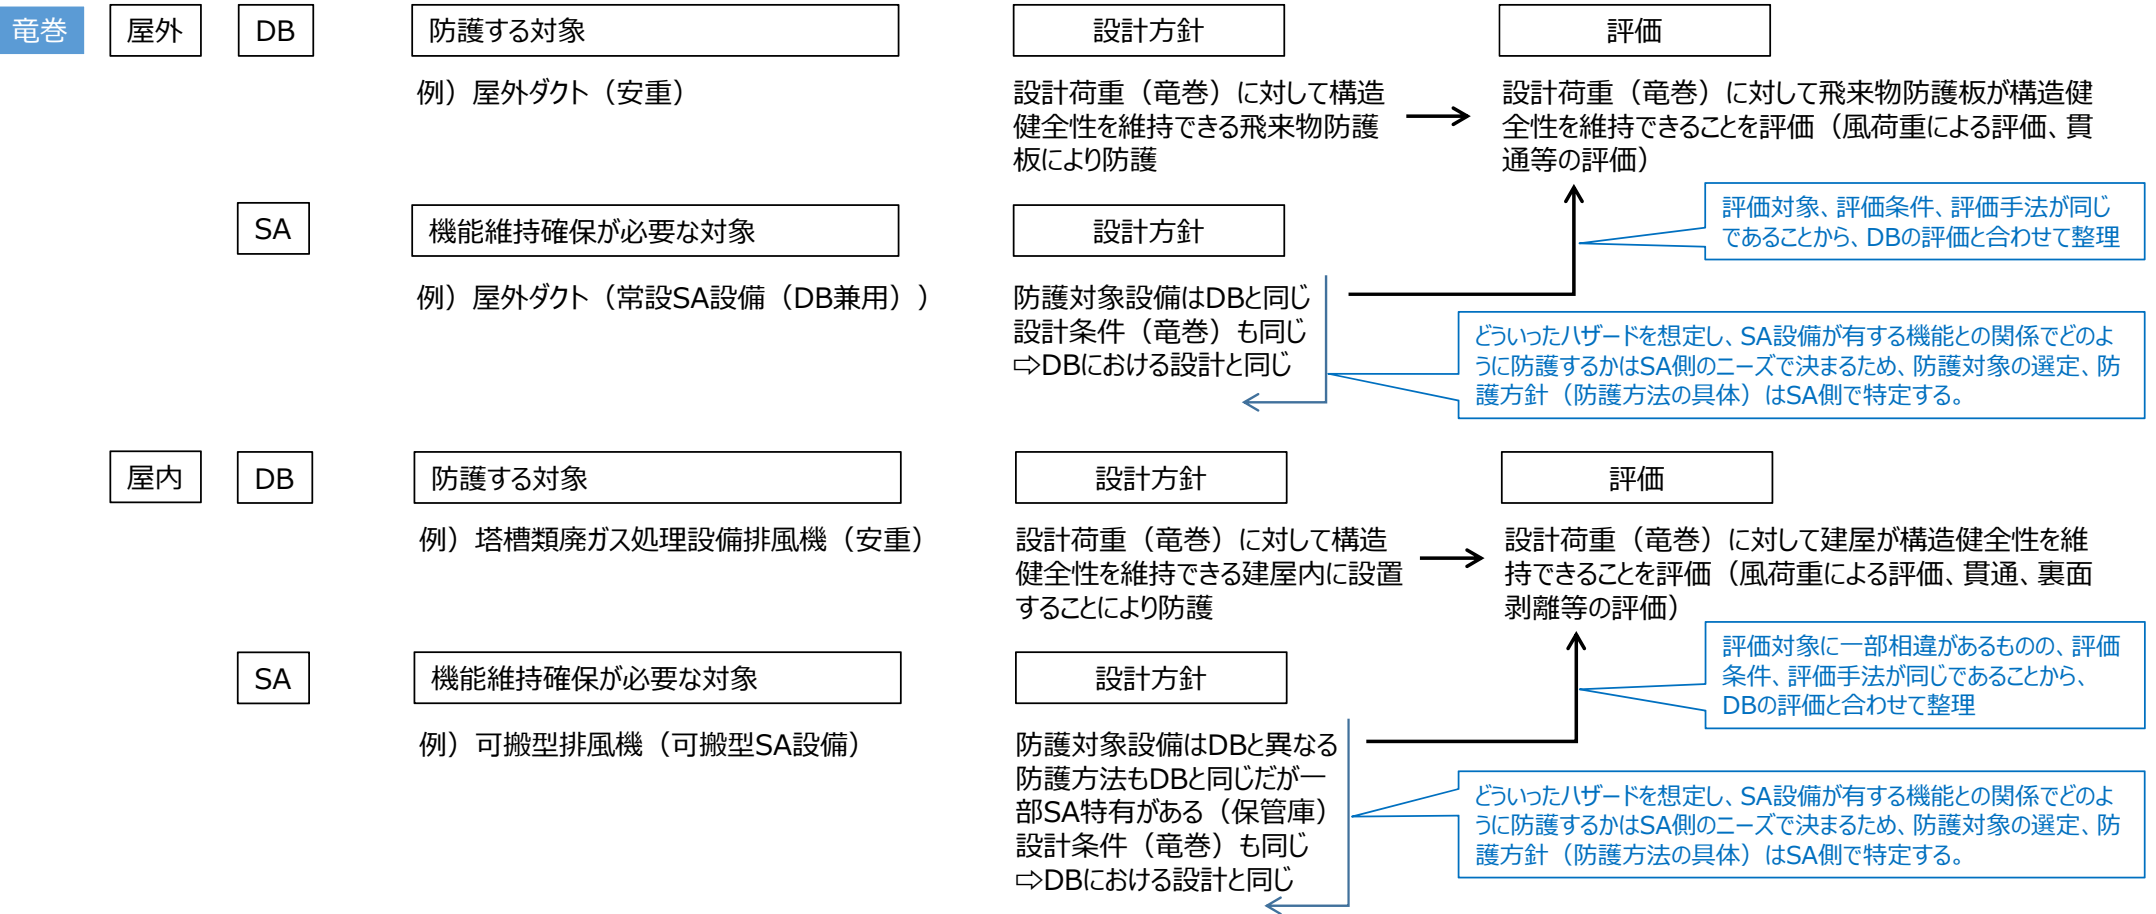 竜巻
屋外
DB
防護する対象
設計方針
評価
例）屋外ダクト（安重）
設計荷重（竜巻）に対して構造
健全性を維持できる飛来物防護
板により防護
設計荷重（竜巻）に対して飛来物防護板が構造健
全性を維持できることを評価（風荷重による評価、貫
通等の評価）
評価対象、評価条件、評価手法が同じ
であることから、DBの評価と合わせて整理
SA
機能維持確保が必要な対象
設計方針
例）屋外ダクト（常設SA設備（DB兼用））
防護対象設備はDBと同じ
設計条件（竜巻）も同じ
⇨DBにおける設計と同じ
どういったハザードを想定し、SA設備が有する機能との関係でどのよ
うに防護するかはSA側のニーズで決まるため、防護対象の選定、防
護方針（防護方法の具体）はSA側で特定する。
屋内
DB
防護する対象
設計方針
評価
例）塔槽類廃ガス処理設備排風機（安重）
設計荷重（竜巻）に対して構造
健全性を維持できる建屋内に設置
することにより防護
設計荷重（竜巻）に対して建屋が構造健全性を維
持できることを評価（風荷重による評価、貫通、裏面
剥離等の評価）
評価対象に一部相違があるものの、評価
条件、評価手法が同じであることから、
DBの評価と合わせて整理
SA
機能維持確保が必要な対象
設計方針
例）可搬型排風機（可搬型SA設備）
防護対象設備はDBと異なる
防護方法もDBと同じだが一
部SA特有がある（保管庫）
設計条件（竜巻）も同じ
⇨DBにおける設計と同じ
どういったハザードを想定し、SA設備が有する機能との関係でどのよ
うに防護するかはSA側のニーズで決まるため、防護対象の選定、防
護方針（防護方法の具体）はSA側で特定する。